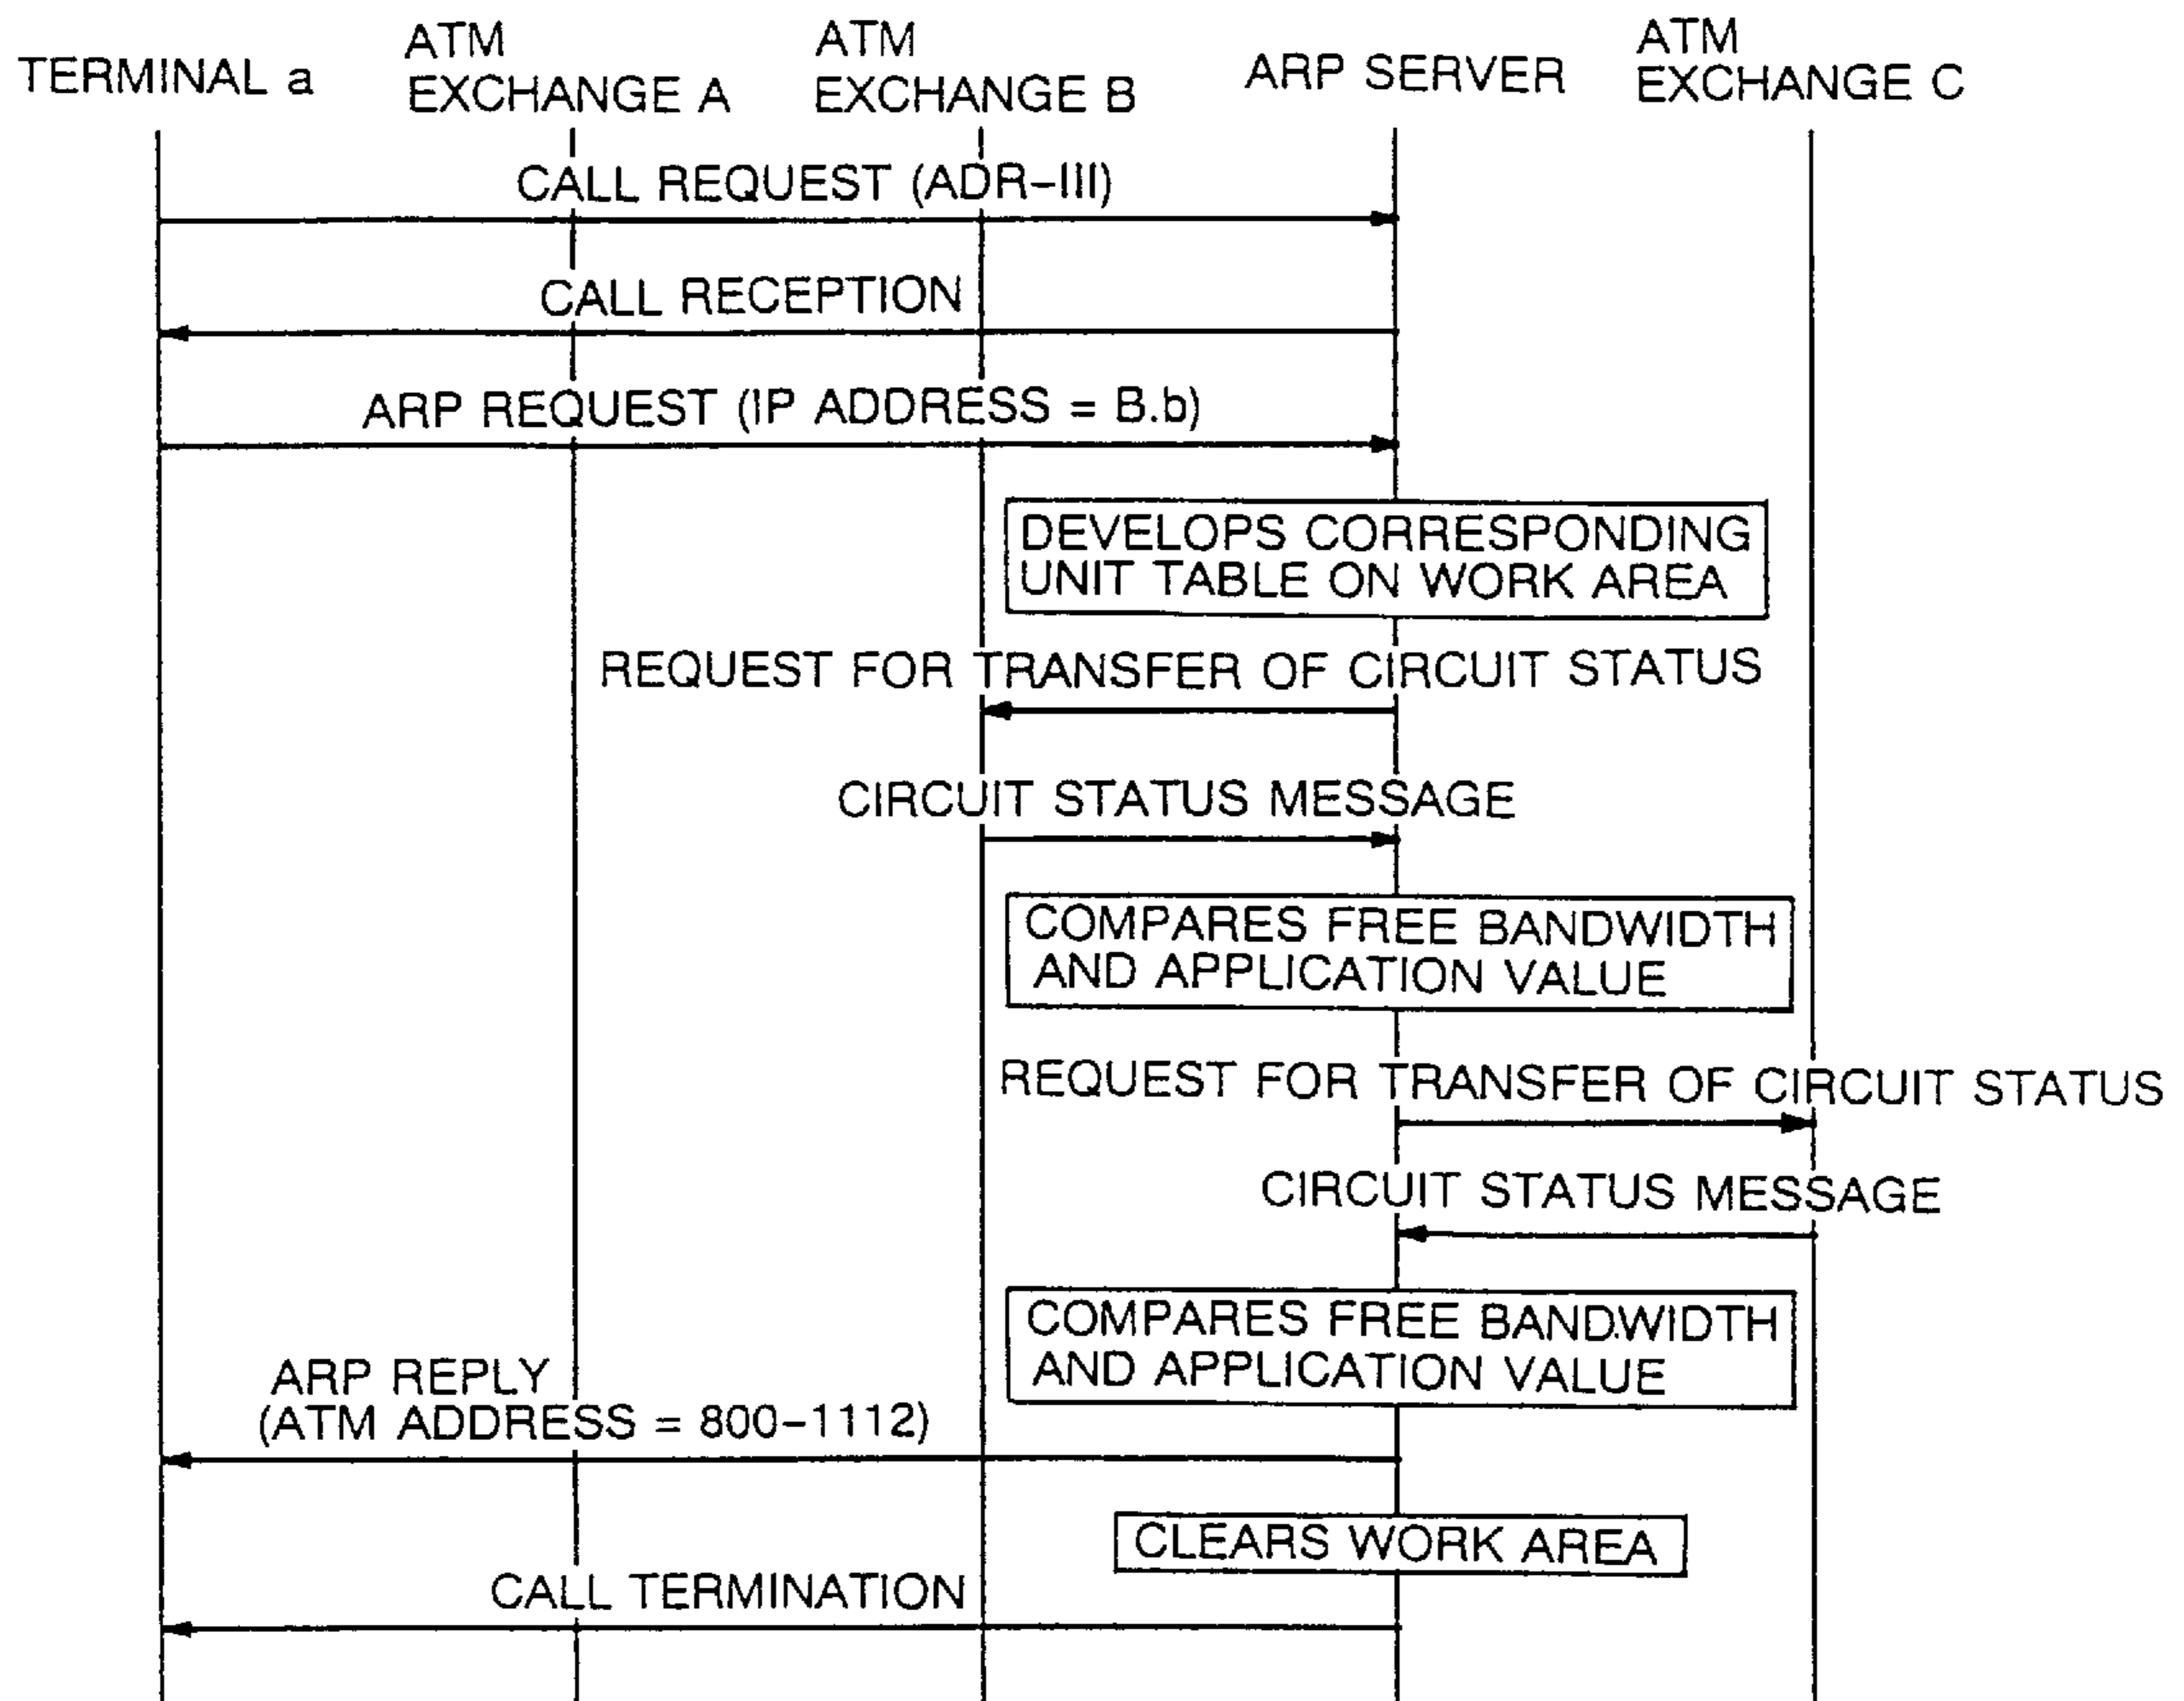 TERMINAL a
ATM
EXCHANGE A
ATM
EXCHANGE B
ARP SERVER
ATM
EXCHANGE C
CALL REQUEST (ADR-III)
CALL RECEPTION
ARP REQUEST (IP ADDRESS = B.b)
DEVELOPS CORRESPONDING
UNIT TABLE ON WORK AREA
REQUEST FOR TRANSFER OF CIRCUIT STATUS
CIRCUIT STATUS MESSAGE
COMPARES FREE BANDWIDTH
AND APPLICATION VALUE
REQUEST FOR TRANSFER OF CIRCUIT STATUS
CIRCUIT STATUS MESSAGE
COMPARES FREE BANDWIDTH
AND APPLICATION VALUE
ARP REPLY
(ATM ADDRESS = 800-1112)
CLEARS WORK AREA
CALL TERMINATION